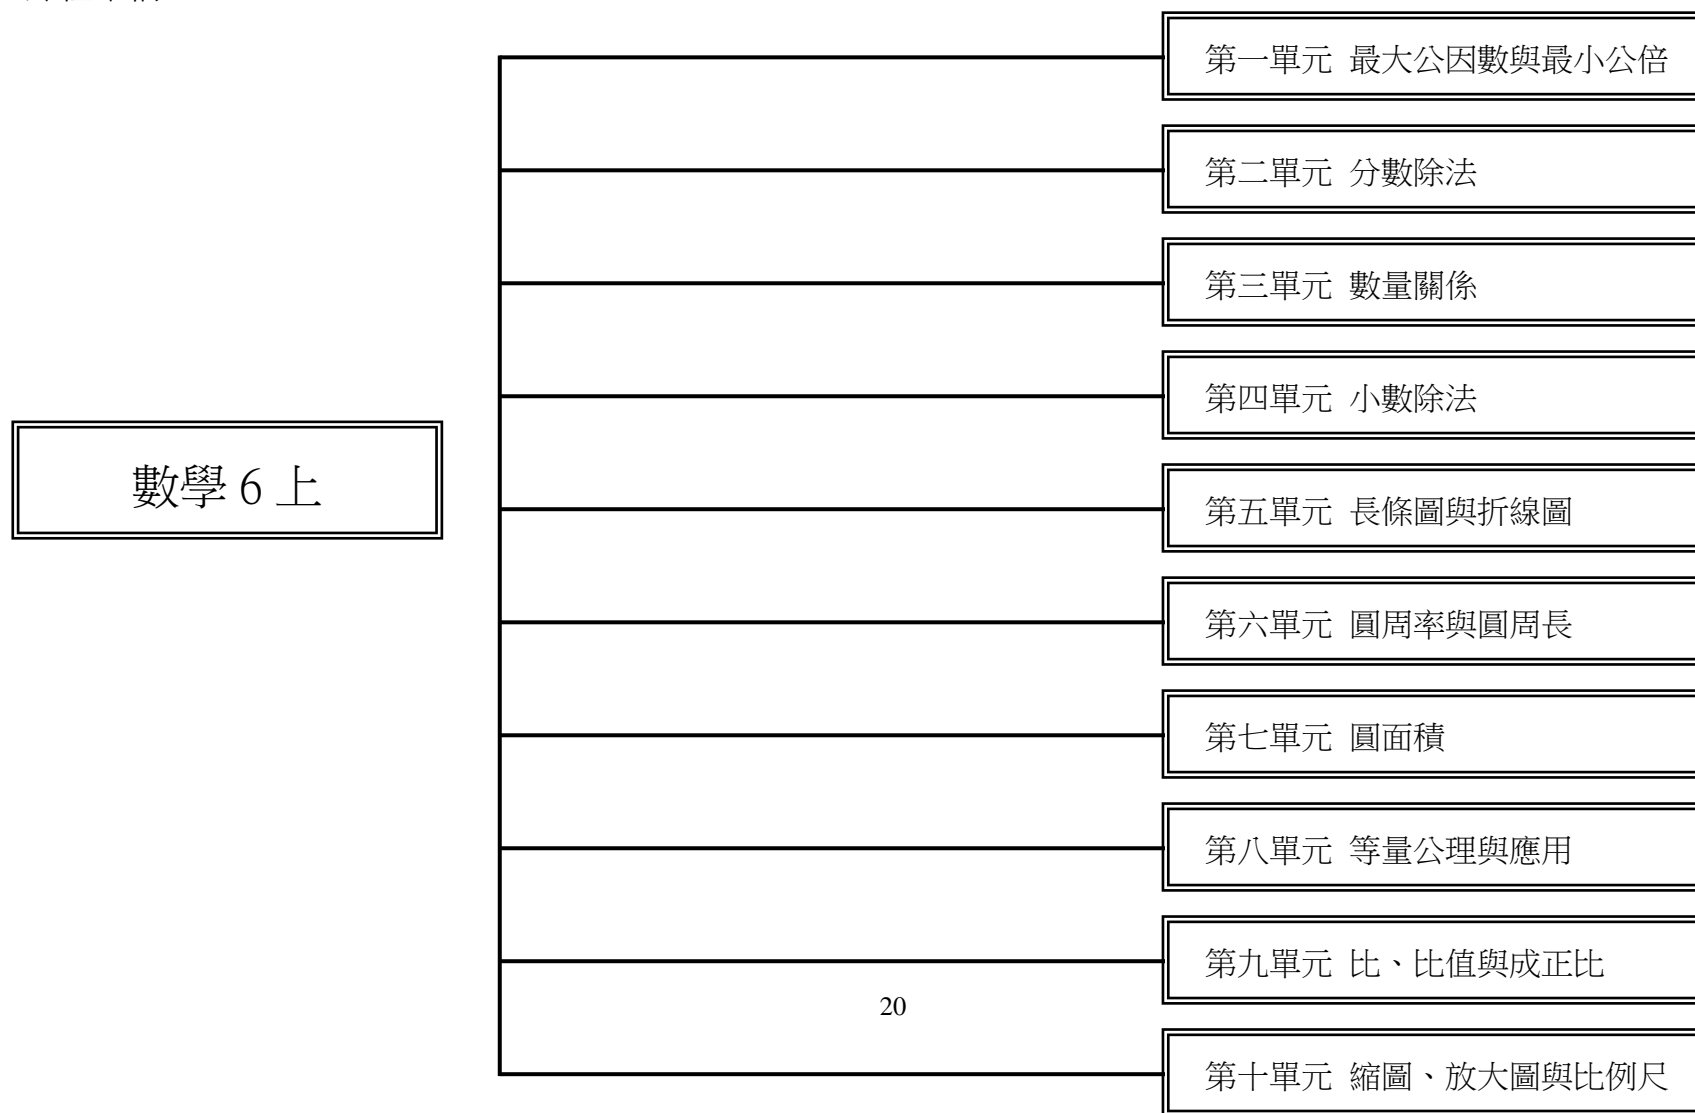 第一單元 最大公因數與最小公倍
第二單元 分數除法
第三單元 數量關係
第四單元 小數除法
數學 6 上
第五單元 長條圖與折線圖
第六單元 圓周率與圓周長
第七單元 圓面積
第八單元 等量公理與應用
第九單元 比、比值與成正比
20
第十單元 縮圖、放大圖與比例尺